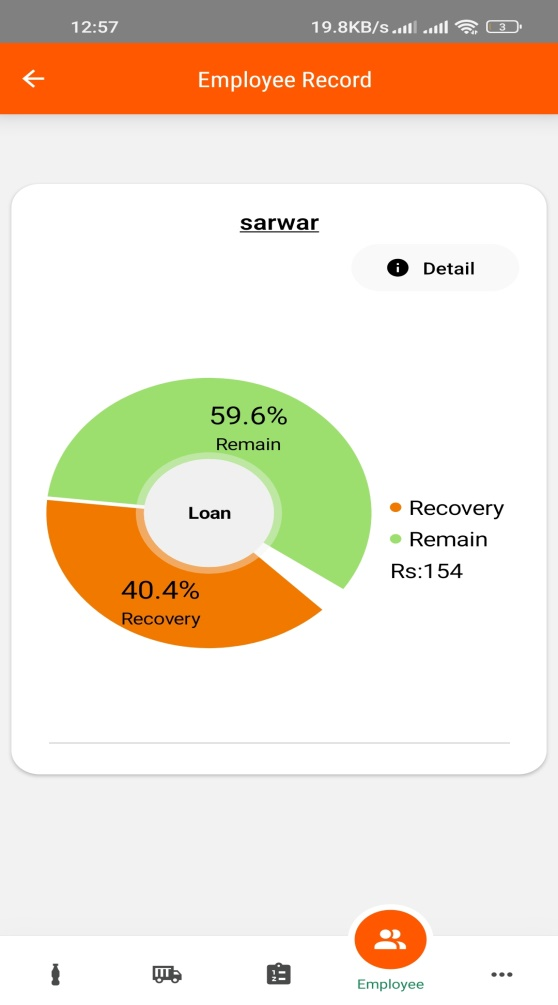 12:57
19.8KB/s
3
Employee Record
sarwar
Detail
59.6%
Remain
Loan
Recovery
Remain
Rs:154
40.4%
Recovery
Employee